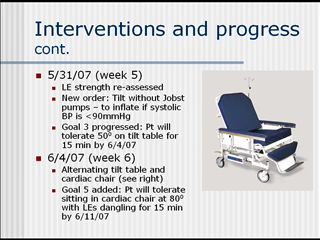 Interventions and progress
cont.
5/31/07 (week 5)
LE strength re-assessed
New order: Tilt without Jobst
pumps – to inflate if systolic
BP is <90mmHg
Goal 3 progressed: Pt will
tolerate 50⁰ on tilt table for
15 min by 6/4/07
6/4/07 (week 6)
Alternating tilt table and
cardiac chair (see right)
Goal 5 added: Pt will tolerate
sitting in cardiac chair at 80⁰
with LEs dangling for 15 min
by 6/11/07